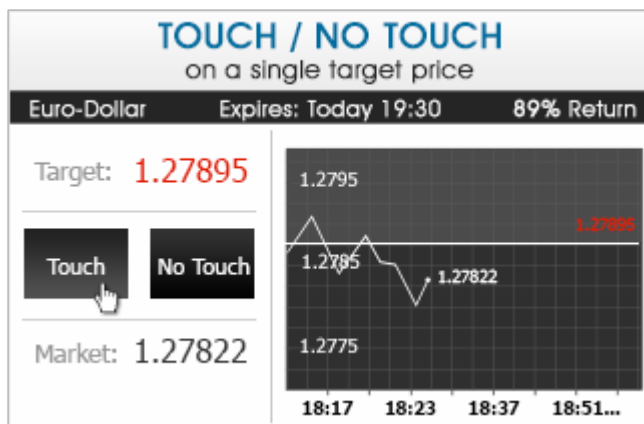 TOUCH / NO TOUCH
on a single target price
Euro-Dollar Expires: Today 19:30 89% Return
Target: 1.27895
Touch No Touch
Market: 1.27822
1.2795
1.27895
1.2785
1.27822
1.2775
18:17 18:23 18:37 18:51...